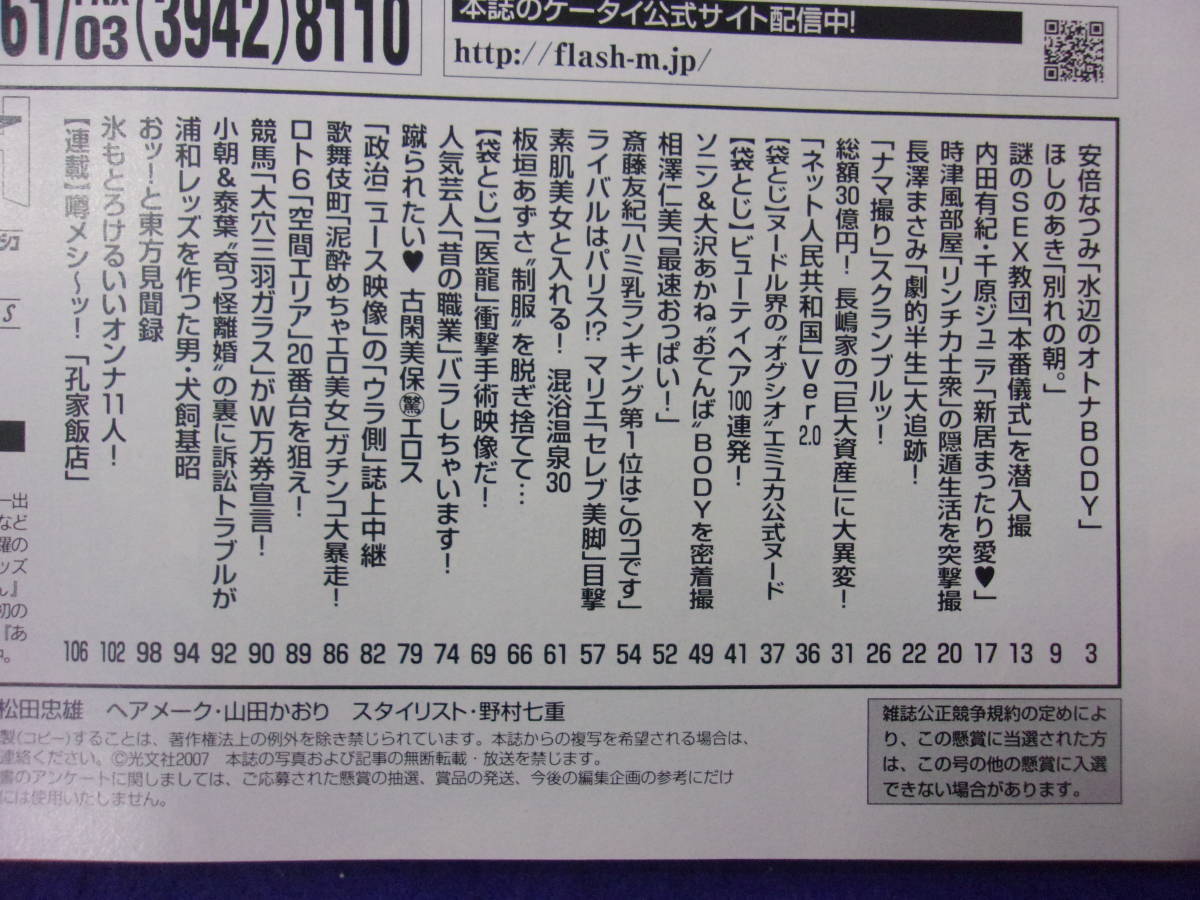 61/03(3942)8110
本誌のケータイ公式サイト配信中!
http://flash-m.jp/
安倍なつみ「水辺のオトナBODY」 3
ほしのあき「別れの朝。」 9
謎のSEX教団「本番儀式」を潜入撮 13
内田有紀・千原ジュニア「新居まったり愛♥」 17
時津風部屋「リンチ力士衆」の隠遁生活を突撃撮 20
長澤まさみ「劇的半生」大追跡! 22
「ナマ撮り」スクランブルッ! 26
総額30億円! 長嶋家の「巨大資産」に大異変! 31
「ネット人民共和国」Ver.2.0 36
【袋とじ】ヌードル界の〝オグシオ〟エミュカ公式ヌード 37
【袋とじ】ビューティヘア100連発! 41
ソニン&大沢あかね〝おてんば〟BODYを密着撮 49
相澤仁美「最速おっぱい!」 52
斎藤友紀「ハミ乳ランキング第1位はこのコです」 54
ライバルはパリス!? マリエ「セレブ美脚」目撃 57
素肌美女と入れる! 混浴温泉30 61
板垣あずさ〝制服〟を脱ぎ捨てて… 66
【袋とじ】「医龍」衝撃手術映像だ! 69
人気芸人「昔の職業」バラしちゃいます! 74
蹴られたい♥ 古閑美保㊙エロス 79
「政治ニュース映像」の「ウラ側」誌上中継 82
歌舞伎町「泥酔めちゃエロ美女」ガチンコ大暴走! 86
ロト6「空間エリア」20番台を狙え! 89
競馬「大穴三羽ガラス」がW万券宣言! 90
小朝&泰葉〝奇っ怪離婚〟の裏に訴訟トラブルが 92
浦和レッズを作った男・犬飼基昭 94
おッ!と東方見聞録 98
氷もとろけるいいオンナ11人! 102
【連載】噂メシ〜ッ! 「孔家飯店」 106
一出
など
躍の
ッズ
ん』
初の
『あ
松田忠雄 ヘアメーク・山田かおり スタイリスト・野村七重
製(コピー)することは、著作権法上の例外を除き禁じられています。本誌からの複写を希望される場合は、
連絡ください。©光文社2007 本誌の写真および記事の無断転載・放送を禁じます。
書のアンケートに関しましては、ご応募された懸賞の抽選、賞品の発送、今後の編集企画の参考にだけ
には使用いたしません。
雑誌公正競争規約の定めによ
り、この懸賞に当選された方
は、この号の他の懸賞に入選
できない場合があります。